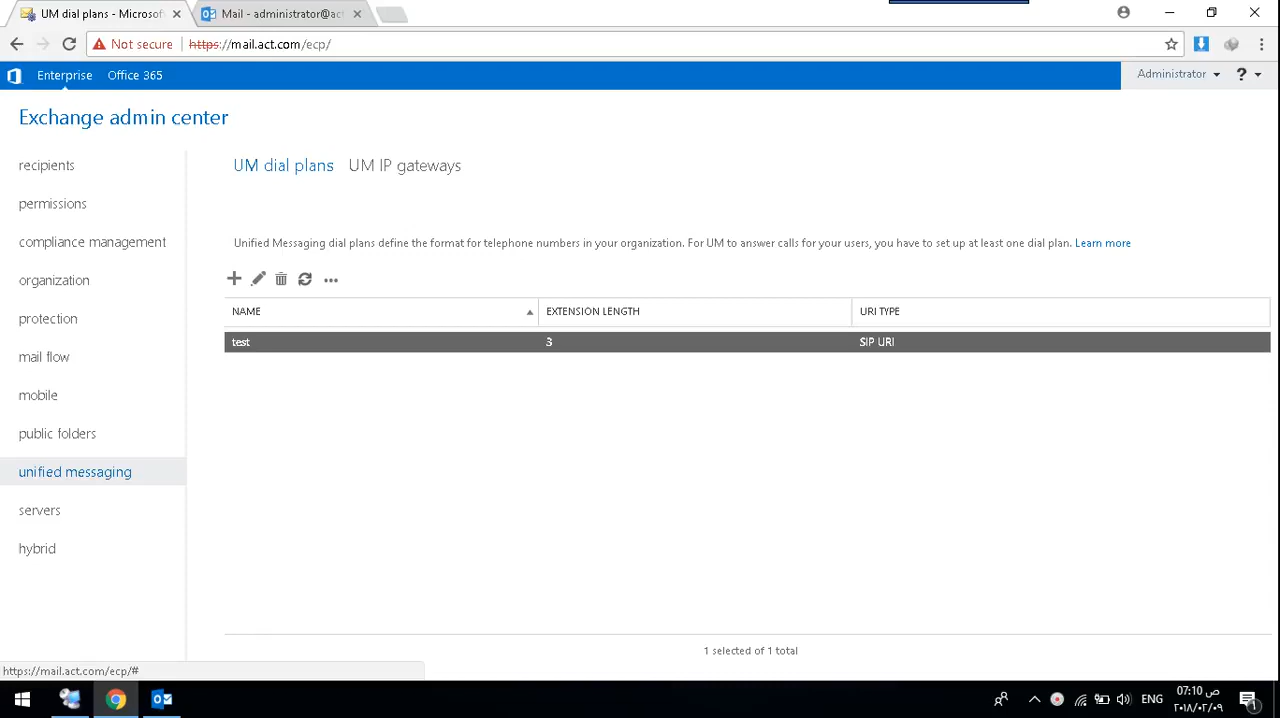 UM dial plans - Microsof
Mail - administrator@act
Not secure https://mail.act.com/ecp/
Enterprise Office 365 Administrator ?
Exchange admin center
recipients
permissions
compliance management
organization
protection
mail flow
mobile
public folders
unified messaging
servers
hybrid
UM dial plans UM IP gateways
Unified Messaging dial plans define the format for telephone numbers in your organization. For UM to answer calls for your users, you have to set up at least one dial plan. Learn more
NAME EXTENSION LENGTH URI TYPE
test 3 SIP URI
1 selected of 1 total
https://mail.act.com/ecp/#
ENG
07:10 ص
٢٠١٨/٠٢/٠٩
1